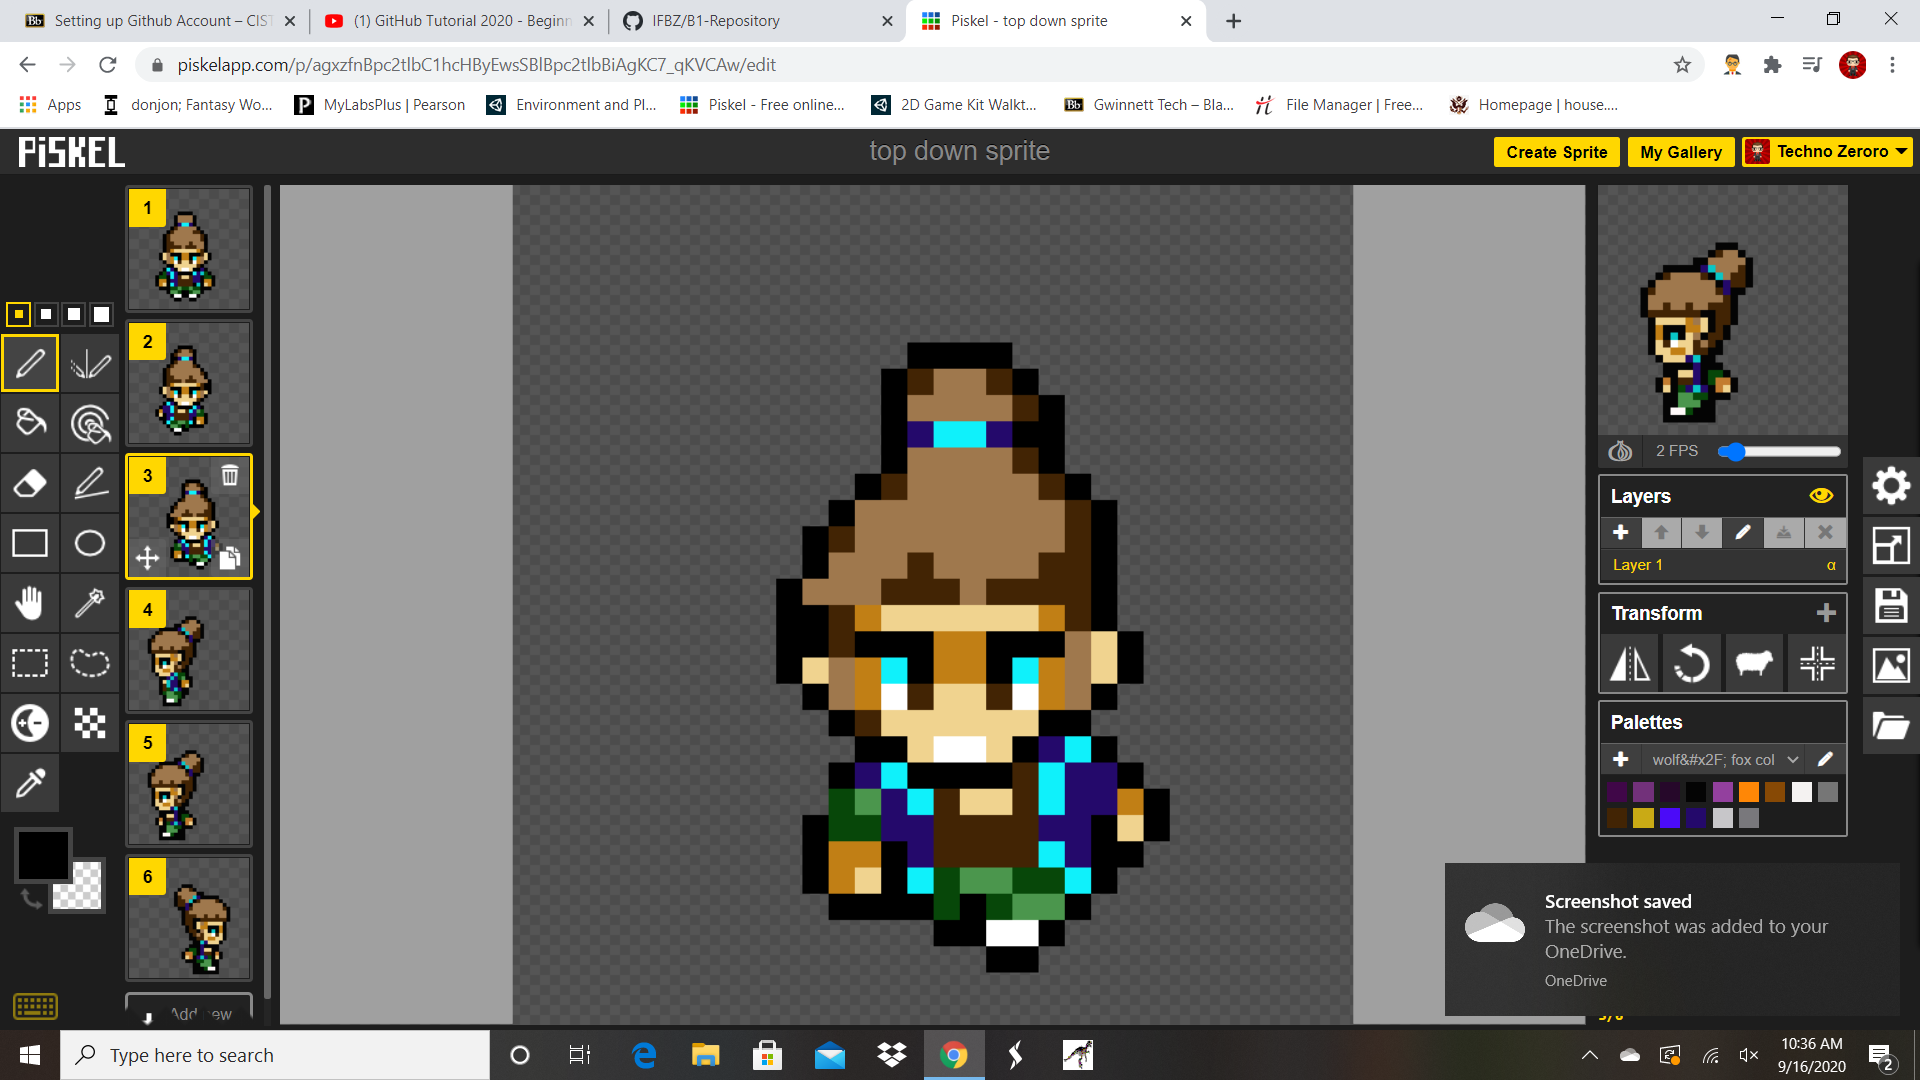 Setting up Github Account – CIST
(1) GitHub Tutorial 2020 - Beginn
IFBZ/B1-Repository
Piskel - top down sprite
piskelapp.com/p/agxzfnBpc2tlbC1hcHByEwsSBlBpc2tlbBiAgKC7_qKVCAw/edit
Apps
donjon; Fantasy Wo...
MyLabsPlus | Pearson
Environment and Pl...
Piskel - Free online...
2D Game Kit Walkt...
Bb
Gwinnett Tech – Bla...
File Manager | Free...
Homepage | house....
PiSKEL
top down sprite
Create Sprite
My Gallery
Techno Zeroro
1
2
3
4
5
6
Add new
2 FPS
Layers
Layer 1
α
Transform
Palettes
wolf&#x2F; fox col
Screenshot saved
The screenshot was added to your
OneDrive.
OneDrive
Type here to search
10:36 AM
9/16/2020
2